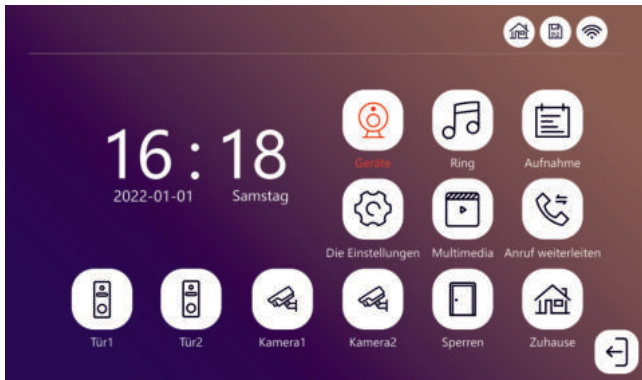 16 : 18
2022-01-01 Samstag
Geräte Ring Aufnahme
Die Einstellungen Multimedia Anruf weiterleiten
Tür1 Tür2 Kamera1 Kamera2 Sperren Zuhause